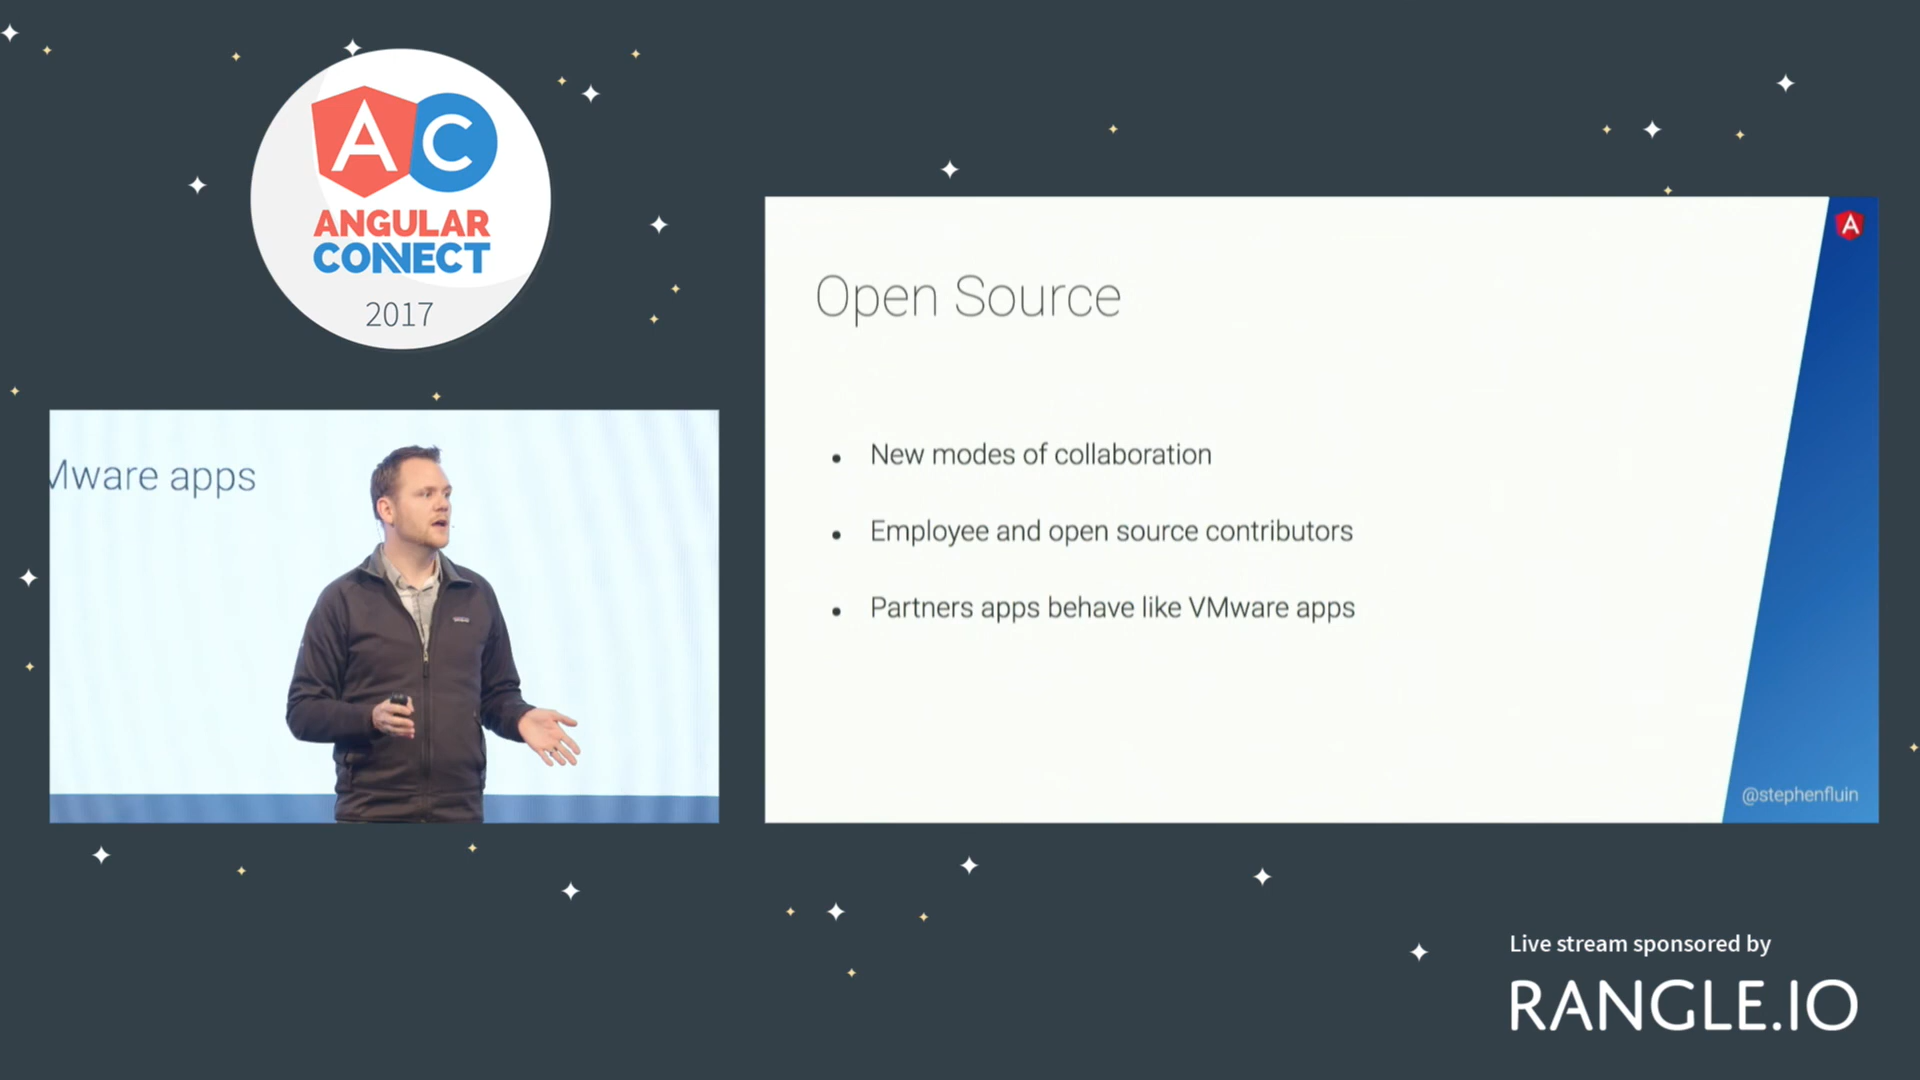 AC
ANGULAR
CONNECT
2017
Mware apps
Open Source
• New modes of collaboration
• Employee and open source contributors
• Partners apps behave like VMware apps
A
@stephenfluin
Live stream sponsored by
RANGLE.IO